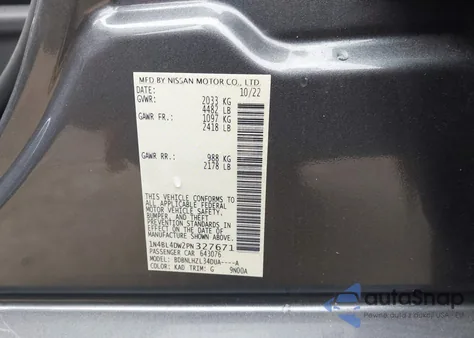 MFD BY NISSAN MOTOR CO., LTD.
DATE: 10/22
GVWR: 2033 KG
4482 LB
GAWR FR.: 1097 KG
2418 LB
GAWR RR.: 988 KG
2178 LB
THIS VEHICLE CONFORMS TO
ALL APPLICABLE FEDERAL
MOTOR VEHICLE SAFETY,
BUMPER, AND THEFT
PREVENTION STANDARDS IN
EFFECT ON THE DATE OF
MANUFACTURE SHOWN ABOVE.
1N4BL4DW2PN327671
PASSENGER CAR 643076
MODEL: BDBNLHZL34DUA----A
COLOR: KAD TRIM: G 9N00A
autoSnap